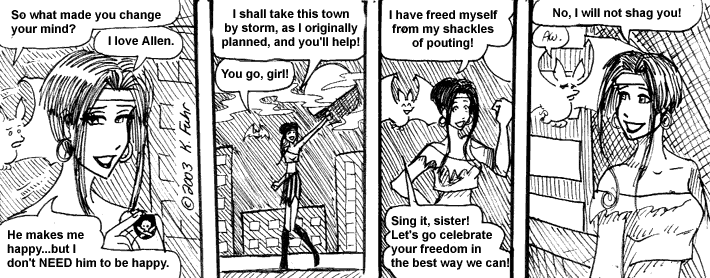 So what made you change
your mind?
I love Allen.
He makes me
happy...but I
don't NEED him to be happy.
© 2003 K. Fuhr
I shall take this town
by storm, as I originally
planned, and you'll help!
You go, girl!
I have freed myself
from my shackles
of pouting!
Sing it, sister!
Let's go celebrate
your freedom in
the best way we can!
No, I will not shag you!
Aw.